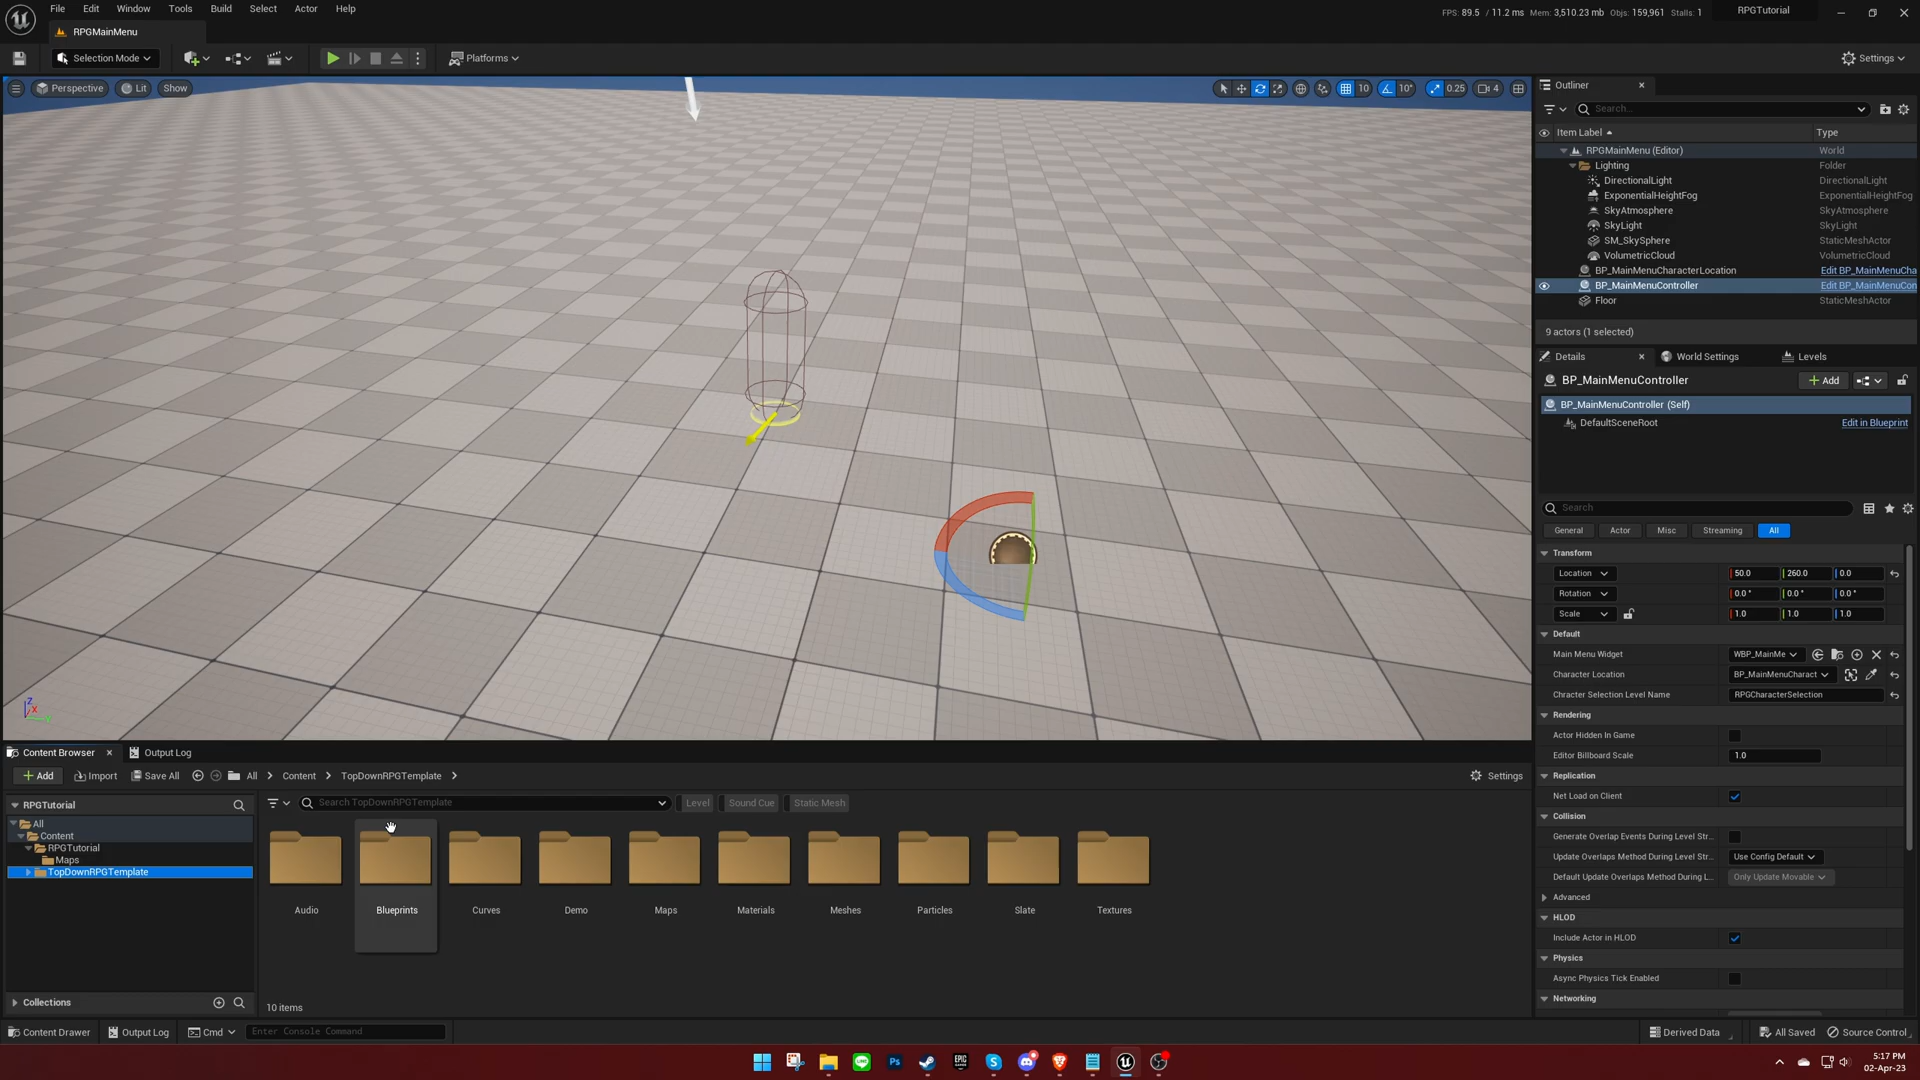 File Edit Window Tools Build Select Actor Help
FPS: 89.5 / 11.2 ms Mem: 3,510.23 mb Objs: 159,961 Stalls: 1 RPGTutorial
RPGMainMenu
Selection Mode Platforms Settings
Perspective Lit Show 10 10° 0.25 4
Outliner
Search...
Item Label Type
RPGMainMenu (Editor) World
Lighting Folder
DirectionalLight DirectionalLight
ExponentialHeightFog ExponentialHeightFog
SkyAtmosphere SkyAtmosphere
SkyLight SkyLight
SM_SkySphere StaticMeshActor
VolumetricCloud VolumetricCloud
BP_MainMenuCharacterLocation Edit BP_MainMenuCha
BP_MainMenuController Edit BP_MainMenuCon
Floor StaticMeshActor
9 actors (1 selected)
Details World Settings Levels
BP_MainMenuController Add
BP_MainMenuController (Self)
DefaultSceneRoot Edit in Blueprint
Search
General Actor Misc Streaming All
Transform
Location 50.0 260.0 0.0
Rotation 0.0° 0.0° 0.0°
Scale 1.0 1.0 1.0
Default
Main Menu Widget WBP_MainMe
Character Location BP_MainMenuCharact
Chracter Selection Level Name RPGCharacterSelection
Rendering
Actor Hidden In Game
Editor Billboard Scale 1.0
Replication
Net Load on Client
Collision
Generate Overlap Events During Level Str...
Update Overlaps Method During Level Str... Use Config Default
Default Update Overlaps Method During L... Only Update Movable
Advanced
HLOD
Include Actor in HLOD
Physics
Async Physics Tick Enabled
Networking
Z X Y
Content Browser Output Log
Add Import Save All All Content TopDownRPGTemplate Settings
RPGTutorial
All
Content
RPGTutorial
Maps
TopDownRPGTemplate
Collections
Search TopDownRPGTemplate Level Sound Cue Static Mesh
Audio Blueprints Curves Demo Maps Materials Meshes Particles Slate Textures
10 items
Content Drawer Output Log Cmd Enter Console Command Derived Data All Saved Source Control
LINE Ps EPIC GAMES S
5:17 PM
02-Apr-23